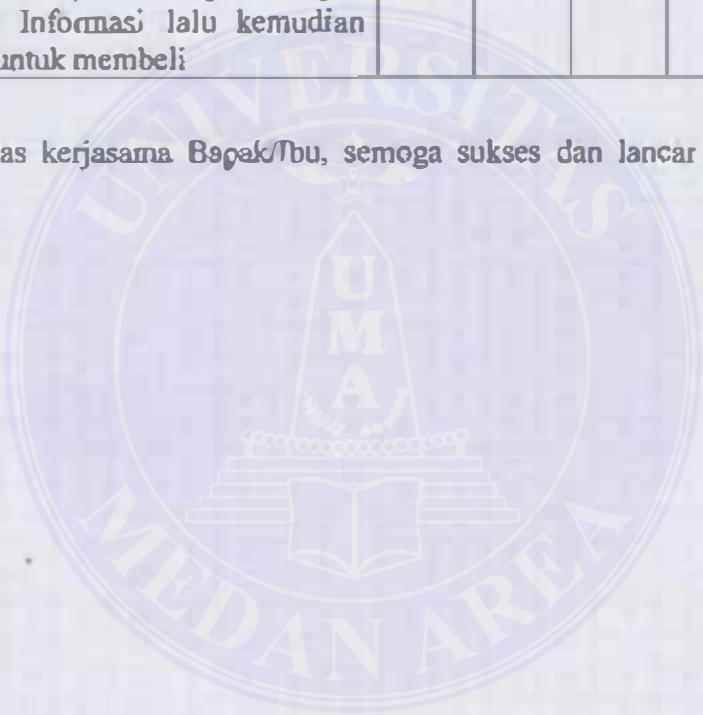 Informasi lalu kemudian
untuk membeli
as kerjasama Bapak/Ibu, semoga sukses dan lancar
UNIVERSITAS
U
M
A
MEDAN AREA